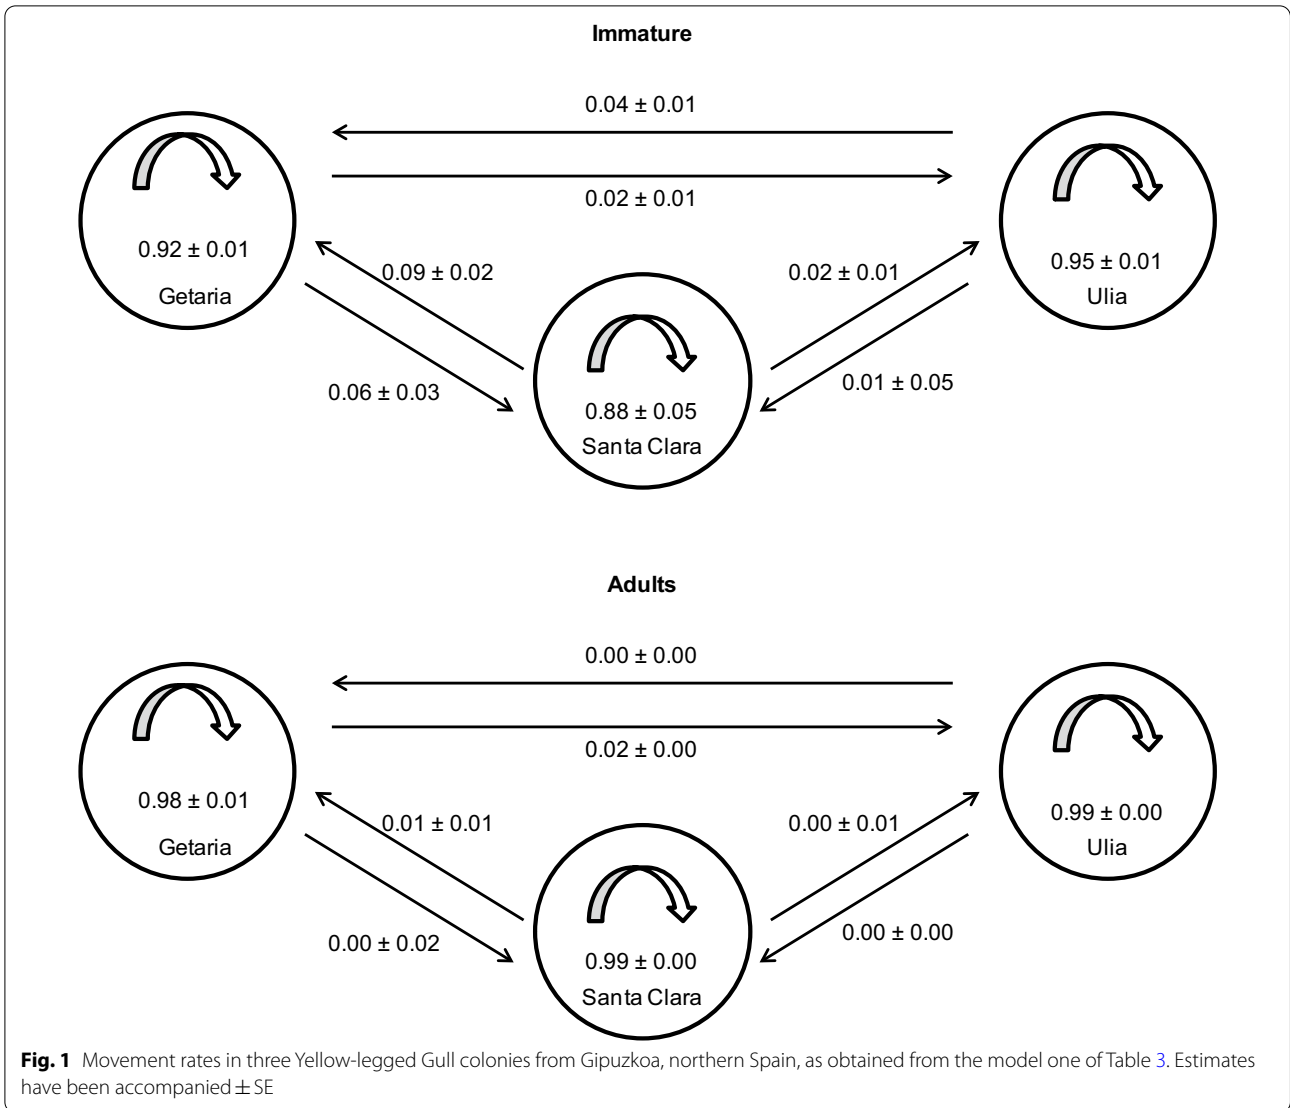 Immature
0.04 ± 0.01
0.02 ± 0.01
0.92 ± 0.01
Getaria
0.09 ± 0.02
0.06 ± 0.03
0.88 ± 0.05
Santa Clara
0.02 ± 0.01
0.01 ± 0.05
0.95 ± 0.01
Ulia
Adults
0.00 ± 0.00
0.02 ± 0.00
0.98 ± 0.01
Getaria
0.01 ± 0.01
0.00 ± 0.02
0.99 ± 0.00
Santa Clara
0.00 ± 0.01
0.00 ± 0.00
0.99 ± 0.00
Ulia
Fig. 1 Movement rates in three Yellow-legged Gull colonies from Gipuzkoa, northern Spain, as obtained from the model one of Table 3. Estimates
have been accompanied ± SE